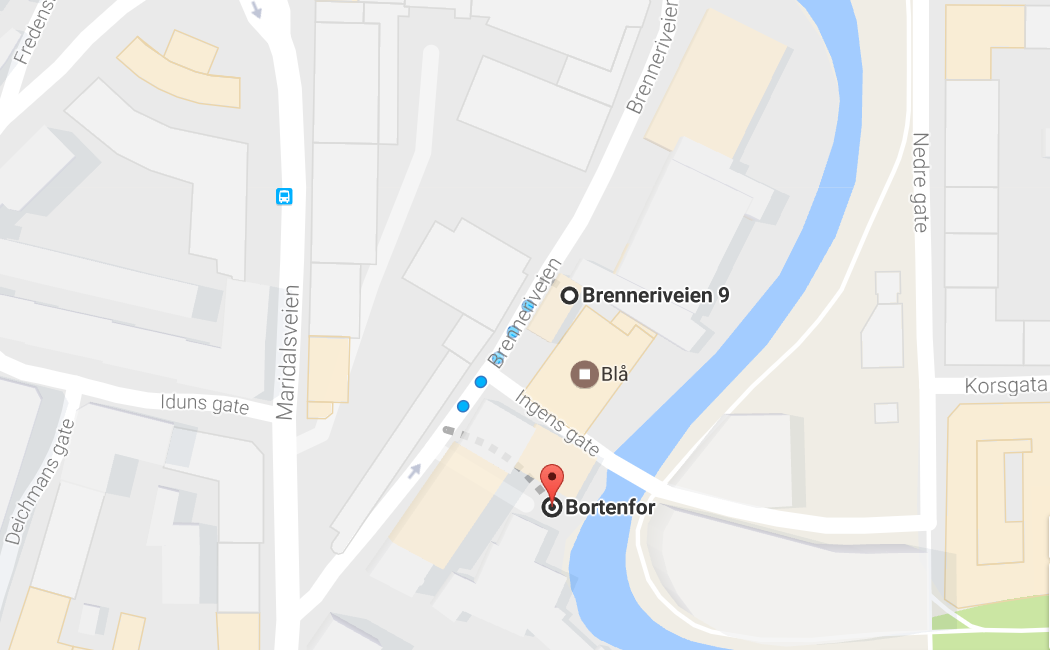 Fredens
Brenneriveien
Nedre gate
Brenneriveien
Brenneriveien 9
Maridalsveien
Blå
Korsgata
Iduns gate
Ingens gate
Deichmans gate
Bortenfor